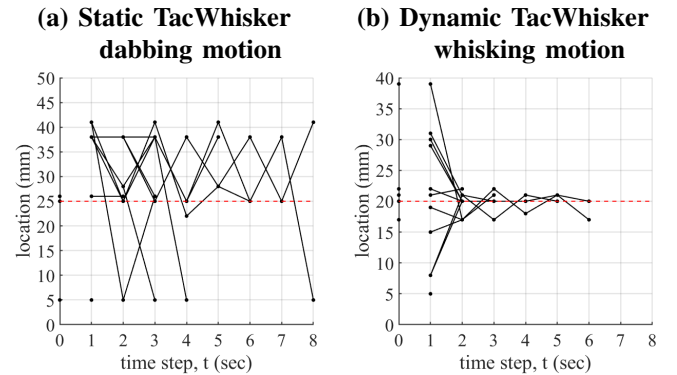 (a) Static TacWhisker
dabbing motion
50
45
40
35
30
25
20
15
10
5
0
location (mm)
0 1 2 3 4 5 6 7 8
time step, t (sec)
(b) Dynamic TacWhisker
whisking motion
40
35
30
25
20
15
10
5
0
location (mm)
0 1 2 3 4 5 6 7 8
time step, t (sec)